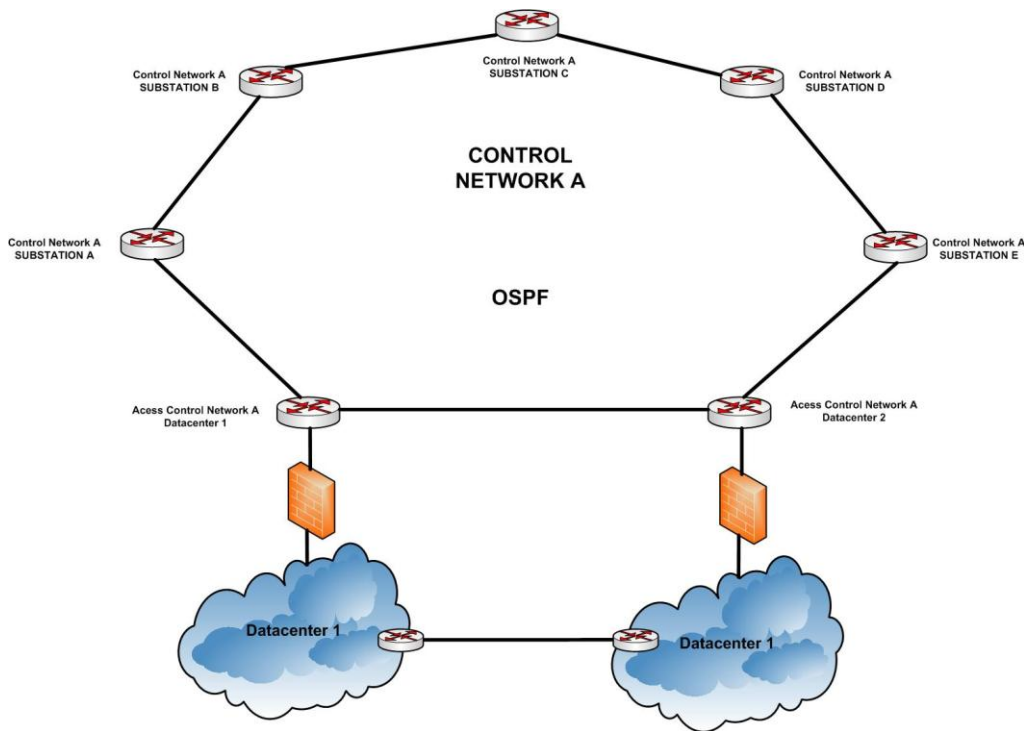 Control Network A
SUBSTATION C
Control Network A
SUBSTATION B
Control Network A
SUBSTATION D
CONTROL
NETWORK A
Control Network A
SUBSTATION A
Control Network A
SUBSTATION E
OSPF
Acess Control Network A
Datacenter 1
Acess Control Network A
Datacenter 2
Datacenter 1
Datacenter 1